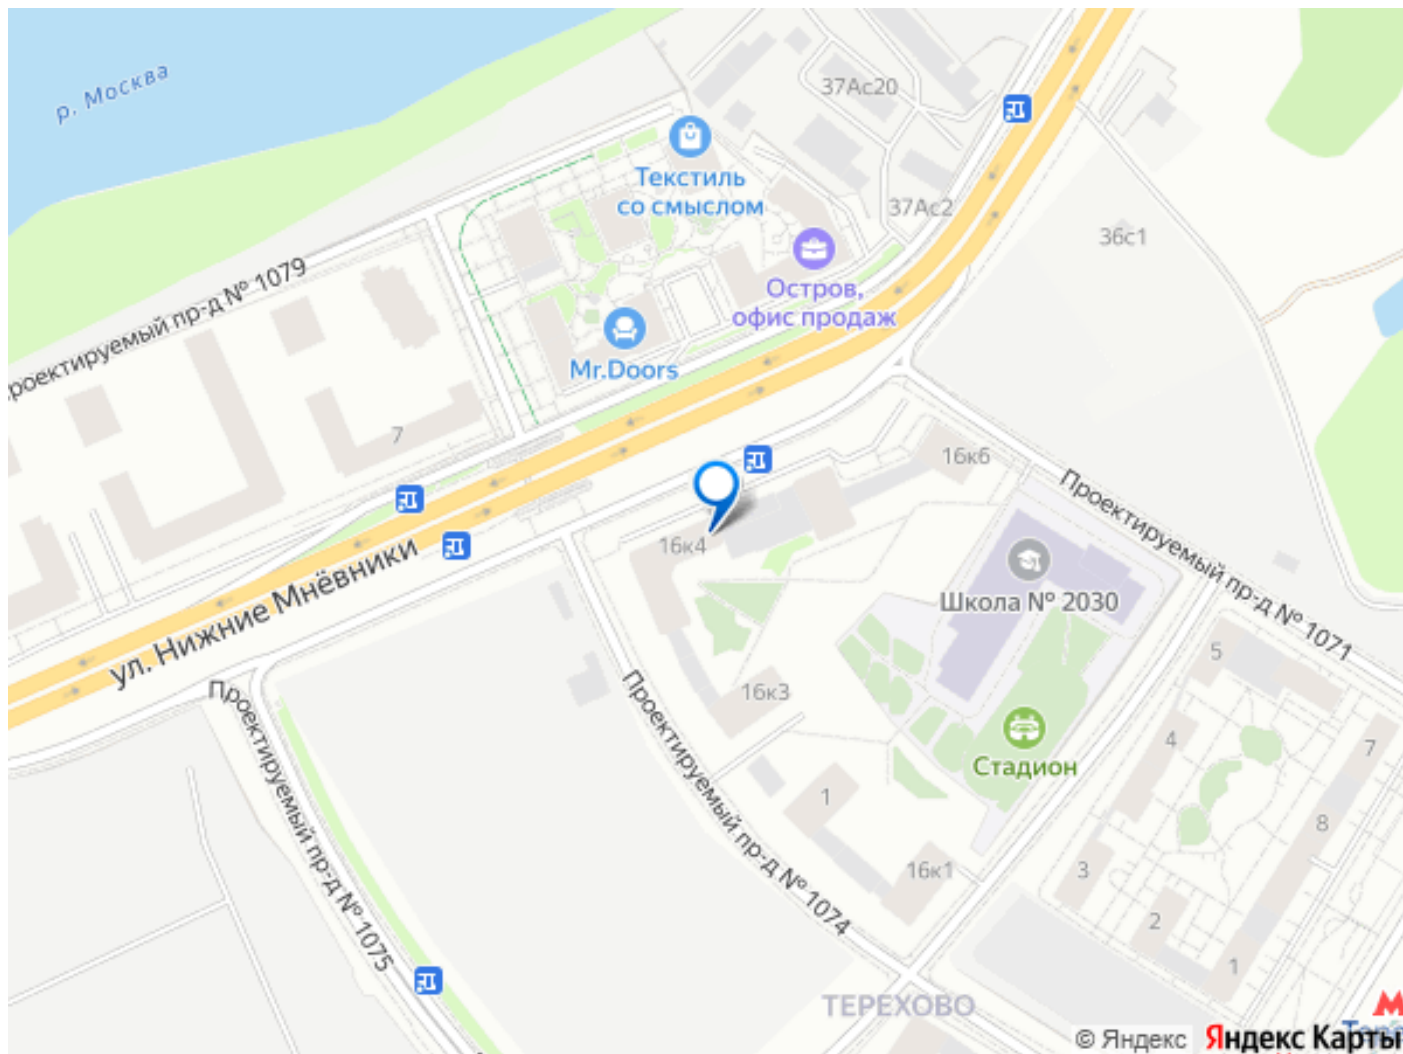 р. Москва
37Ас20
Текстиль
со смыслом
37Ас2
36с1
Остров,
офис продаж
проектируемый пр-д № 1079
Mr.Doors
7
16к6
Проектируемый пр-д № 1071
16к4
ул. Нижние Мнёвники
Школа № 2030
5
16к3
Проектируемый пр-д № 1075
Проектируемый пр-д № 1074
Стадион
4
7
1
8
16к1
3
2
1
ТЕРЕХОВО
© Яндекс Яндекс Карты